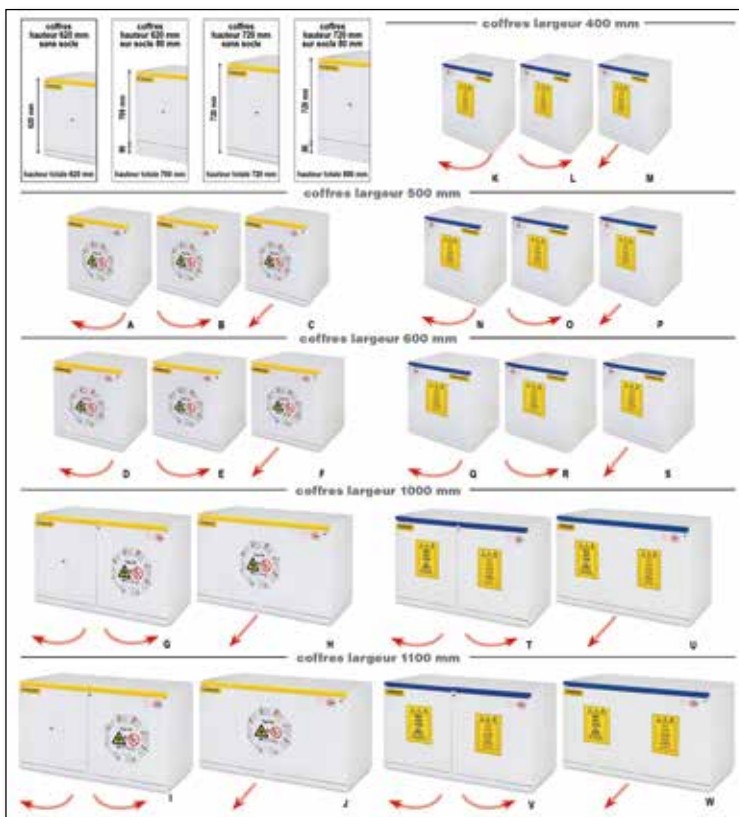 coffres
hauteur 620 mm
sans socle
620 mm
hauteur totale 620 mm
coffres
hauteur 620 mm
sur socle 80 mm
80
hauteur totale 700 mm
coffres
hauteur 720 mm
sans socle
720 mm
hauteur totale 720 mm
coffres
hauteur 720 mm
sur socle 80 mm
720 mm
80
hauteur totale 800 mm
coffres largeur 400 mm
K L M
coffres largeur 500 mm
A B C N O P
coffres largeur 600 mm
D E F Q R S
coffres largeur 1000 mm
G H T U
coffres largeur 1100 mm
I J V W